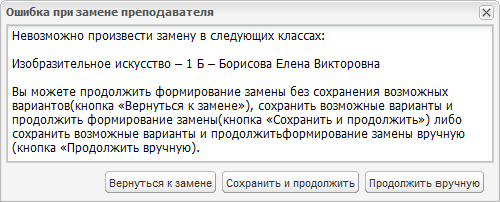 Ошибка при замене преподавателя
Невозможно произвести замену в следующих классах:
Изобразительное искусство – 1 Б – Борисова Елена Викторовна
Вы можете продолжить формирование замены без сохранения возможных
вариантов(кнопка «Вернуться к замене»), сохранить возможные варианты и
продолжить формирование замены(кнопка «Сохранить и продолжить») либо
сохранить возможные варианты и продолжитьформирование замены вручную
(кнопка «Продолжить вручную).
Вернуться к замене Сохранить и продолжить Продолжить вручную